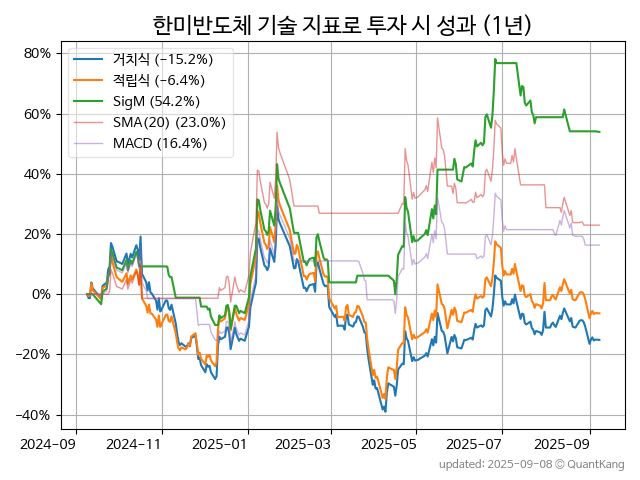 한미반도체 기술 지표로 투자 시 성과 (1년)
거치식 (−15.2%)
적립식 (−6.4%)
SigM (54.2%)
SMA(20) (23.0%)
MACD (16.4%)
80%
60%
40%
20%
0%
−20%
−40%
2024-09 2024-11 2025-01 2025-03 2025-05 2025-07 2025-09
updated: 2025-09-08 © QuantKang